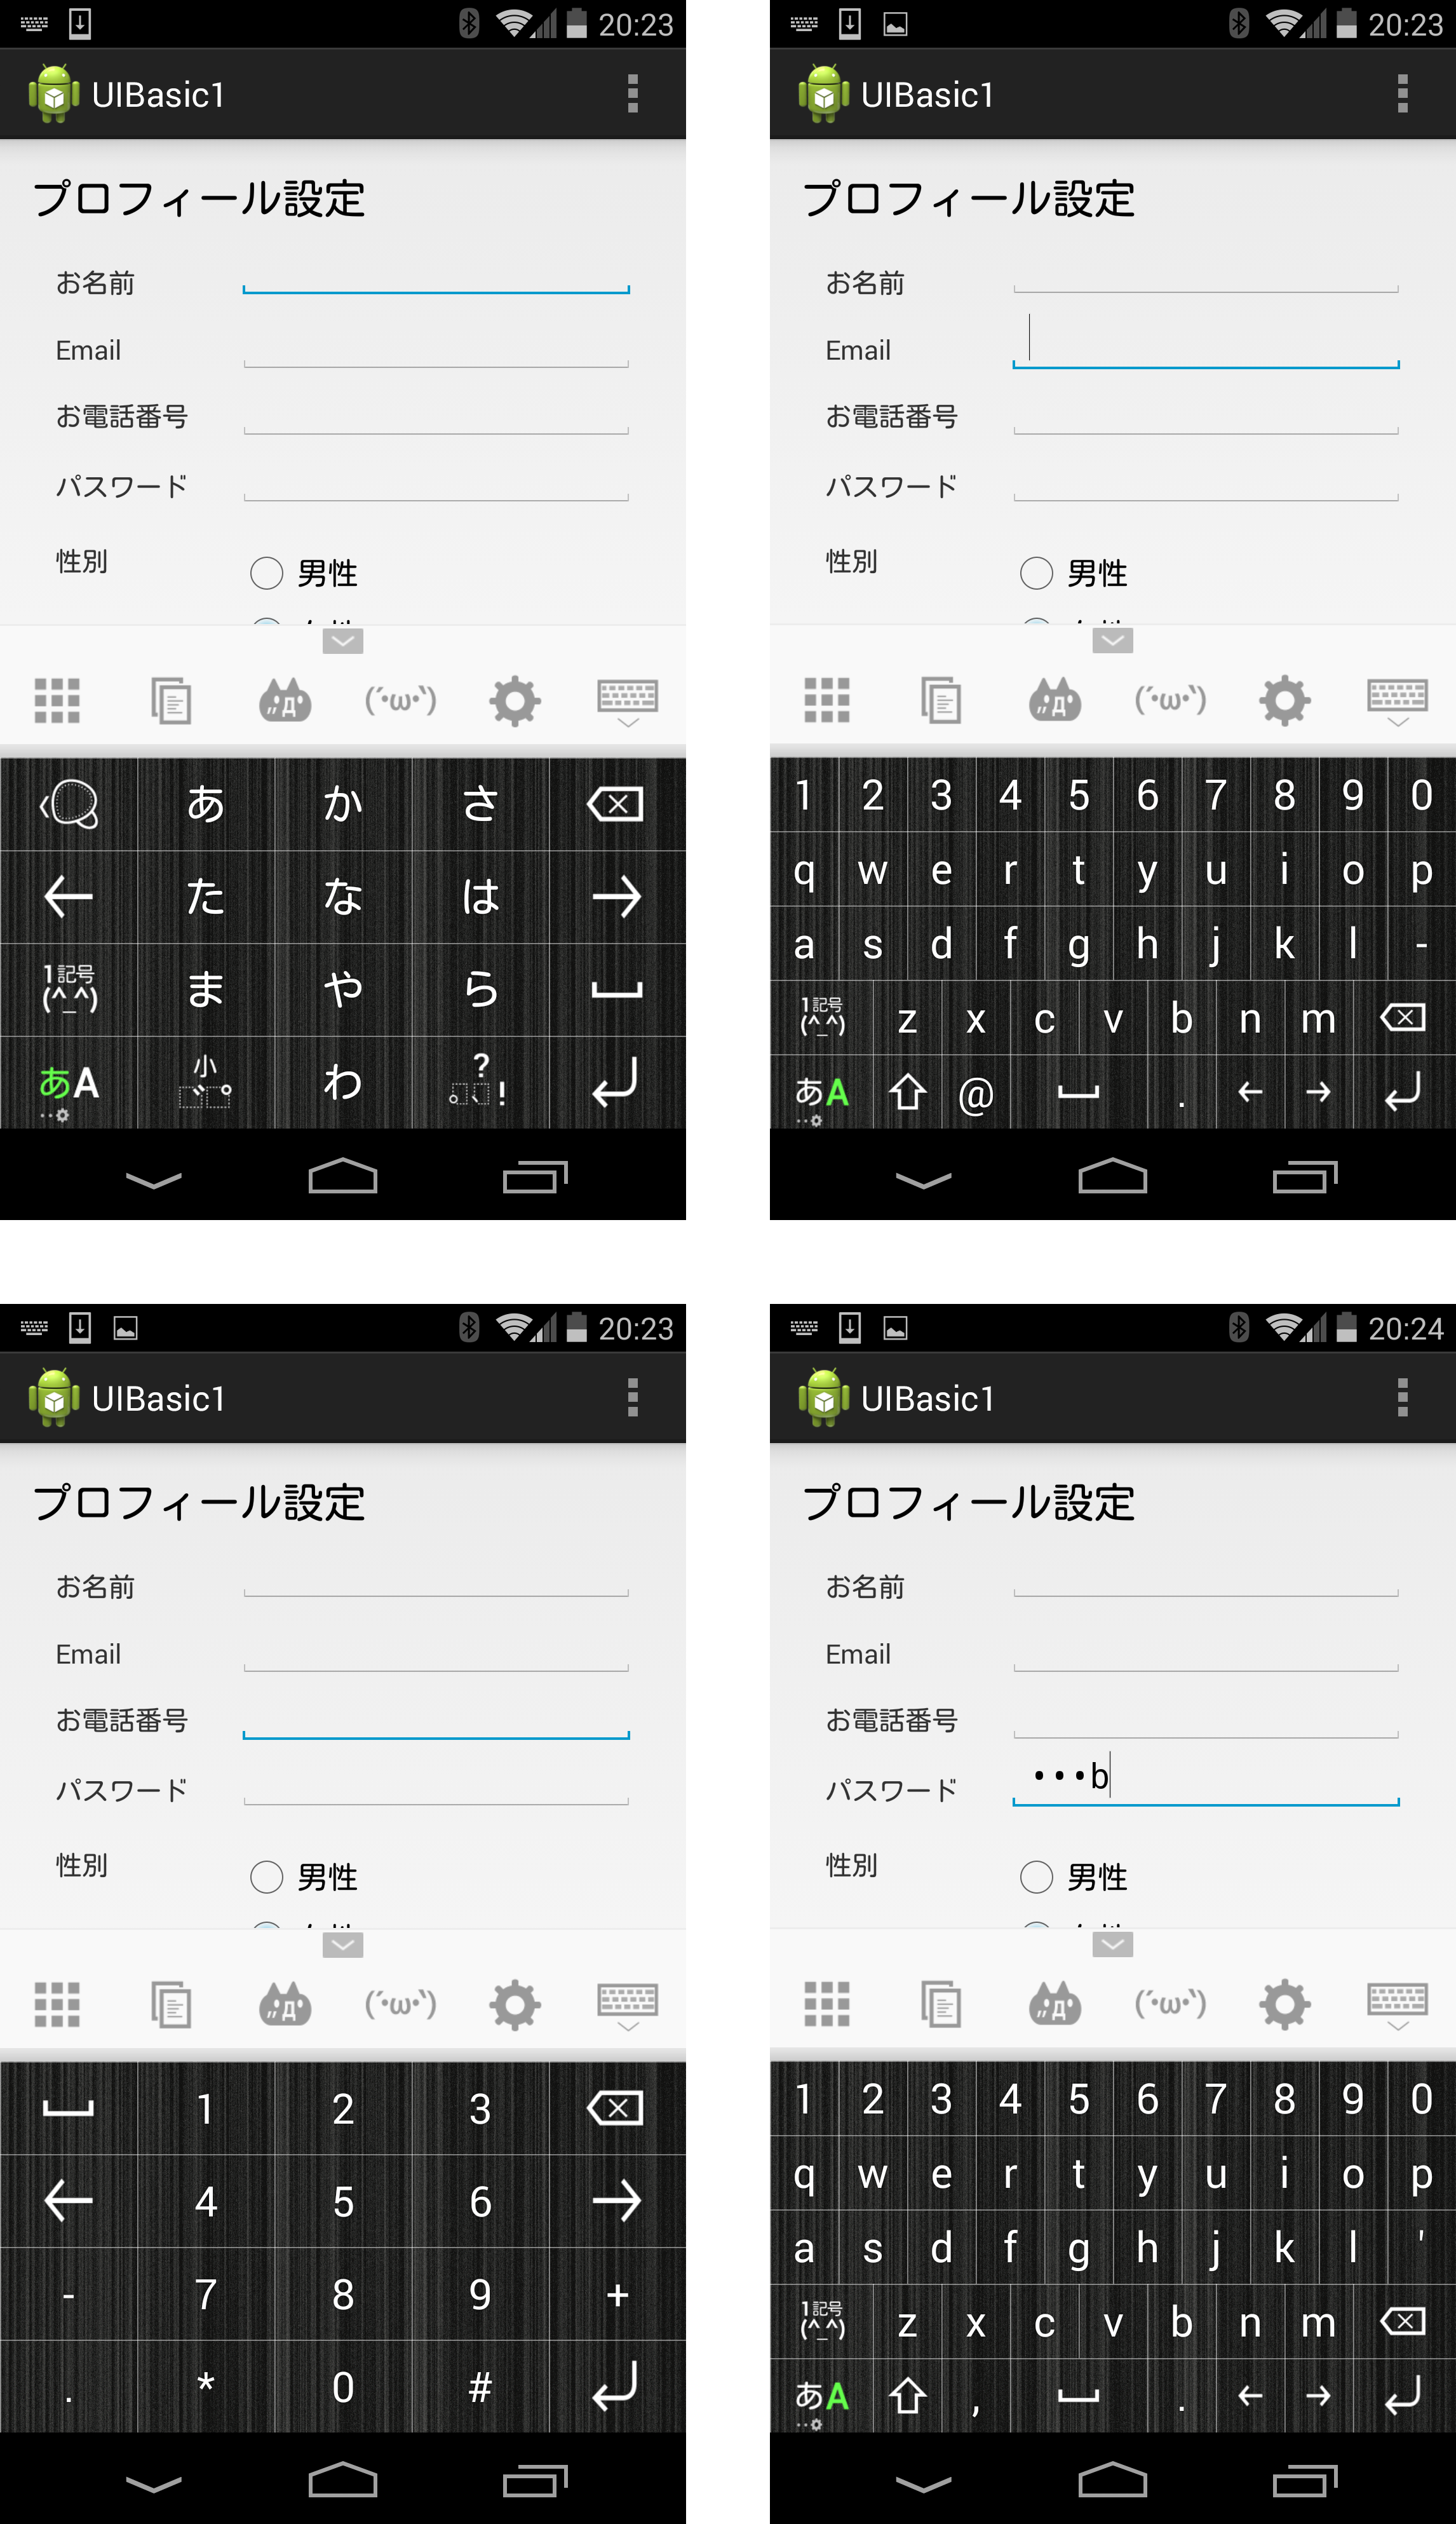 20:23
UIBasic1
プロフィール設定
お名前
Email
お電話番号
パスワード
性別
男性
(´•ω•`)
あ か さ
た な は
1記号 ま や ら
(^_^)
あA 小 わ ? 。、!
20:23
UIBasic1
プロフィール設定
お名前
Email
お電話番号
パスワード
性別
男性
(´•ω•`)
1 2 3 4 5 6 7 8 9 0
q w e r t y u i o p
a s d f g h j k l -
1記号 z x c v b n m
(^_^)
あA @ .
20:23
UIBasic1
プロフィール設定
お名前
Email
お電話番号
パスワード
性別
男性
(´•ω•`)
1 2 3
4 5 6
- 7 8 9 +
. * 0 #
20:24
UIBasic1
プロフィール設定
お名前
Email
お電話番号
パスワード
•••b
性別
男性
(´•ω•`)
1 2 3 4 5 6 7 8 9 0
q w e r t y u i o p
a s d f g h j k l '
1記号 z x c v b n m
(^_^)
あA , .